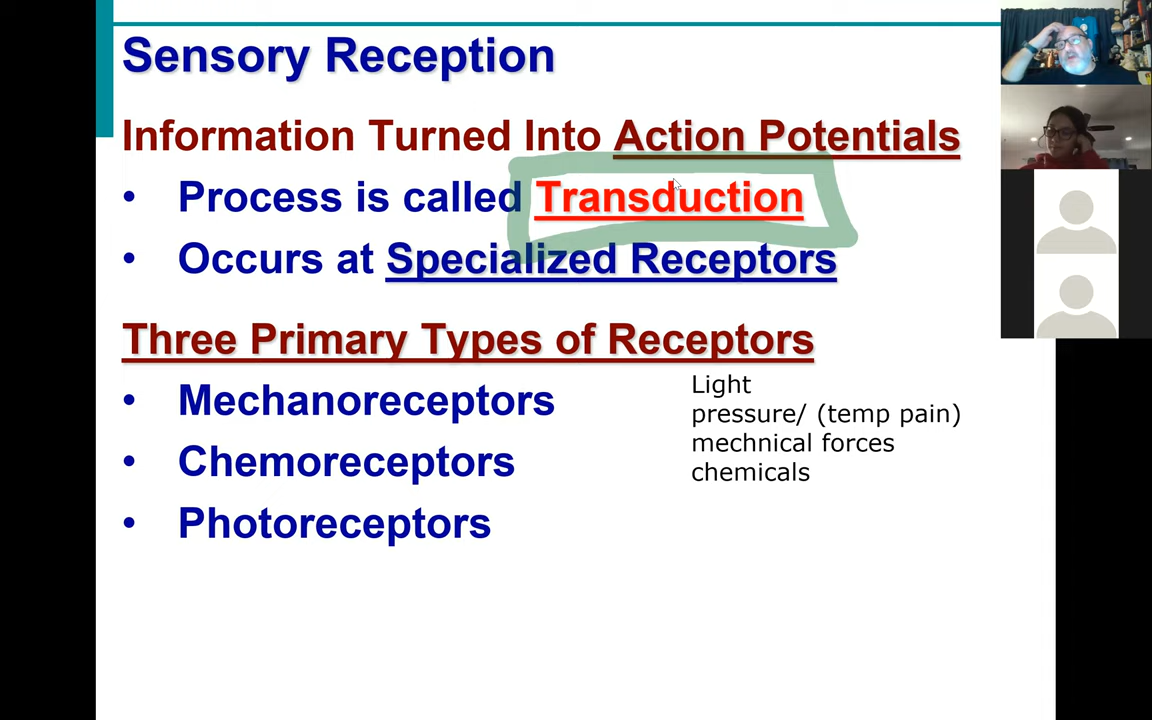 Sensory Reception
Information Turned Into Action Potentials
• Process is called Transduction
• Occurs at Specialized Receptors
Three Primary Types of Receptors
• Mechanoreceptors
• Chemoreceptors
• Photoreceptors
Light
pressure/ (temp pain)
mechnical forces
chemicals